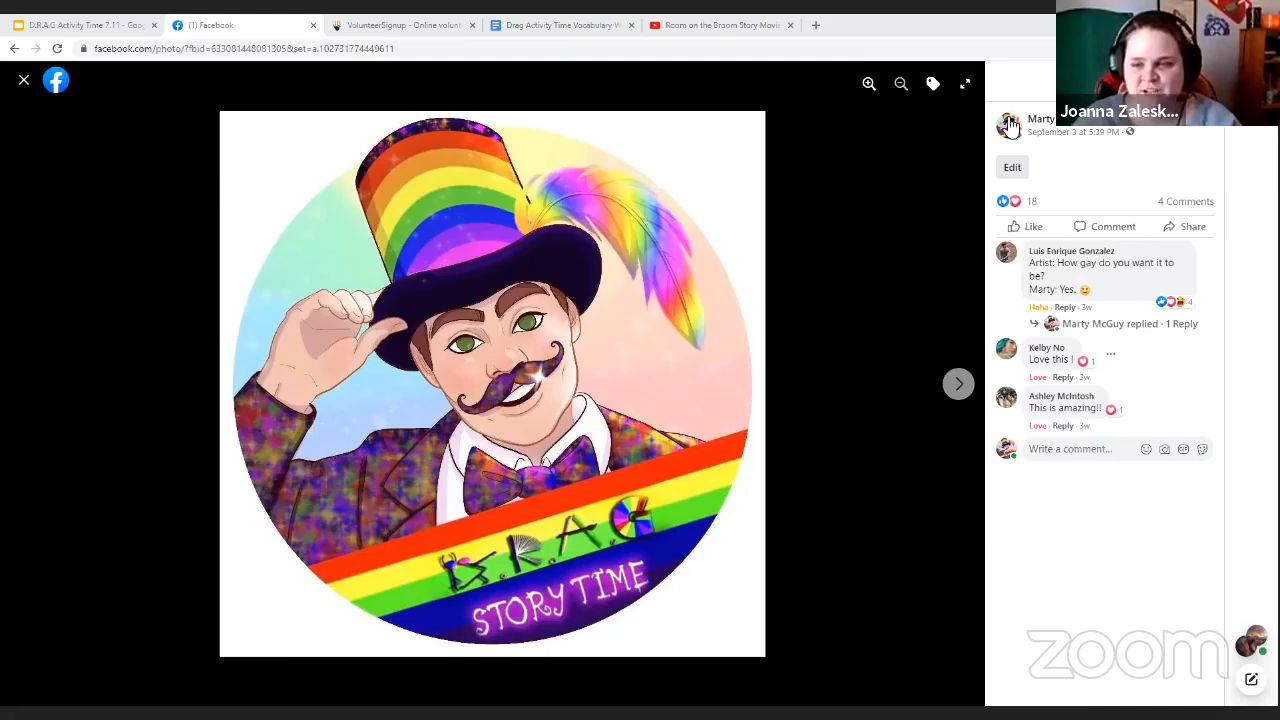 D.R.A.G Activity Time 7.11 - Goo
(1) Facebook
VolunteerSignup - Online volunt
Drag Activity Time Vocabulary W
Room on the Broom Story Movie
facebook.com/photo/?fbid=633081448081305&set=a.102731774449611
Joanna Zalesk...
Marty
September 3 at 5:39 PM
Edit
18
4 Comments
Like
Comment
Share
Luis Enrique Gonzalez
Artist: How gay do you want it to
be?
Marty: Yes.
4
Haha · Reply · 3w
Marty McGuy replied · 1 Reply
Kelby No
Love this !
1
Love · Reply · 3w
Ashley McIntosh
This is amazing!!
1
Love · Reply · 3w
Write a comment...
D.R.A.G
STORY TIME
zoom